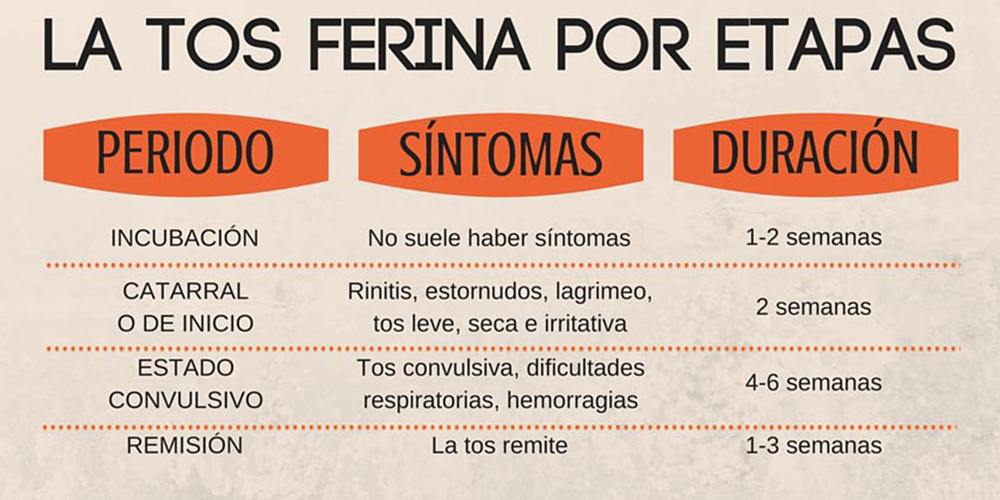 LA TOS FERINA POR ETAPAS
PERIODO SÍNTOMAS DURACIÓN
INCUBACIÓN No suele haber síntomas 1-2 semanas
CATARRAL
O DE INICIO
Rinitis, estornudos, lagrimeo,
tos leve, seca e irritativa
2 semanas
ESTADO
CONVULSIVO
Tos convulsiva, dificultades
respiratorias, hemorragias
4-6 semanas
REMISIÓN La tos remite 1-3 semanas